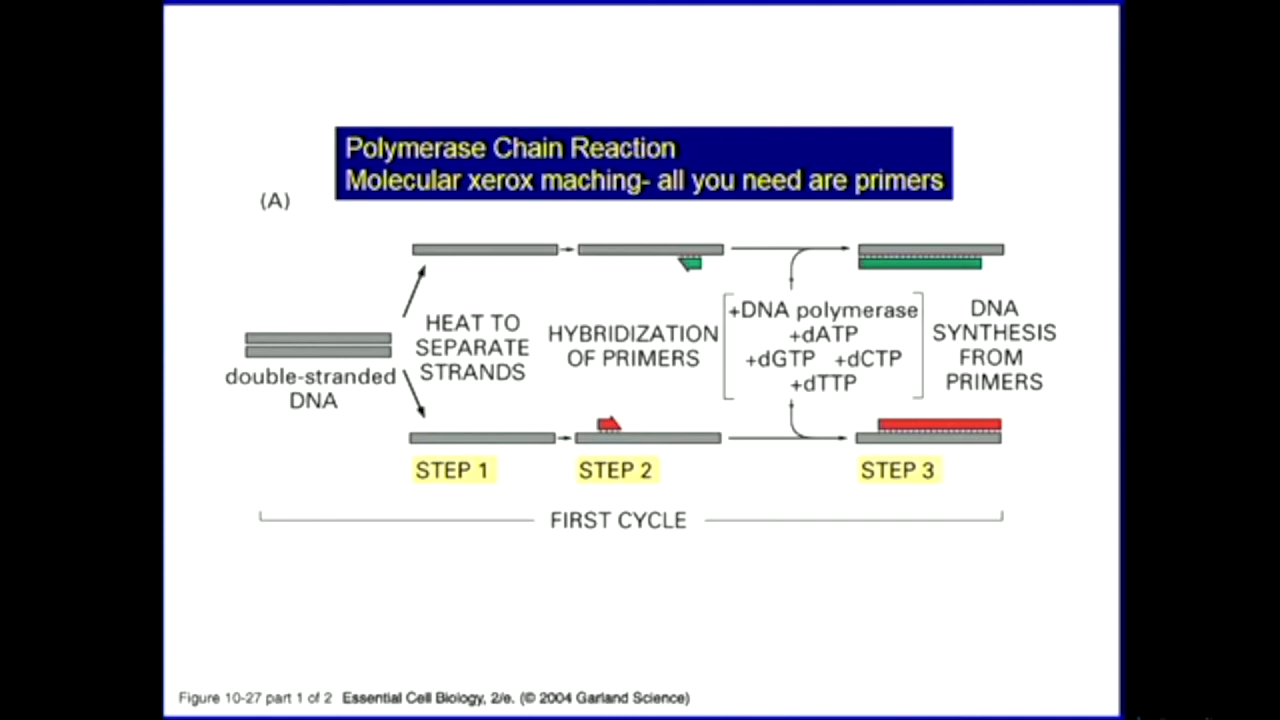 Polymerase Chain Reaction
Molecular xerox maching- all you need are primers
(A)
double-stranded
DNA
HEAT TO
SEPARATE
STRANDS
HYBRIDIZATION
OF PRIMERS
+DNA polymerase
+dATP
+dGTP +dCTP
+dTTP
DNA
SYNTHESIS
FROM
PRIMERS
STEP 1
STEP 2
STEP 3
FIRST CYCLE
Figure 10-27 part 1 of 2 Essential Cell Biology, 2/e. (© 2004 Garland Science)